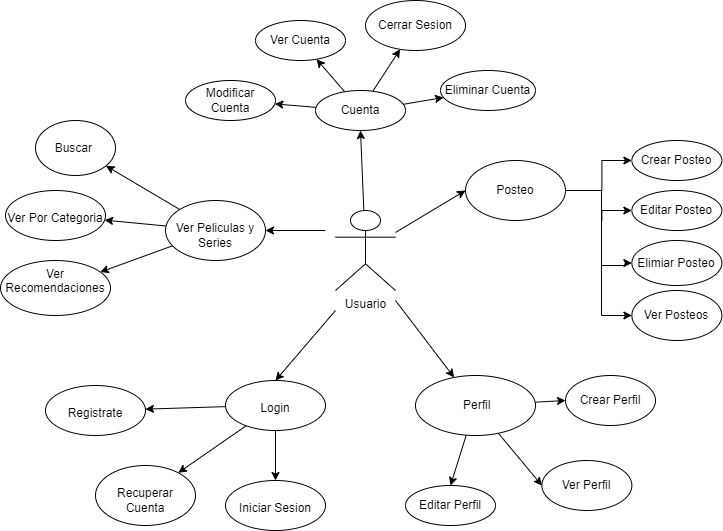 Cerrar Sesion
Ver Cuenta
Modificar
Cuenta
Eliminar Cuenta
Cuenta
Buscar
Crear Posteo
Posteo
Ver Por Categoria
Ver Peliculas y
Series
Editar Posteo
Elimiar Posteo
Ver
Recomendaciones
Usuario
Ver Posteos
Registrate
Login
Perfil
Crear Perfil
Recuperar
Cuenta
Iniciar Sesion
Editar Perfil
Ver Perfil